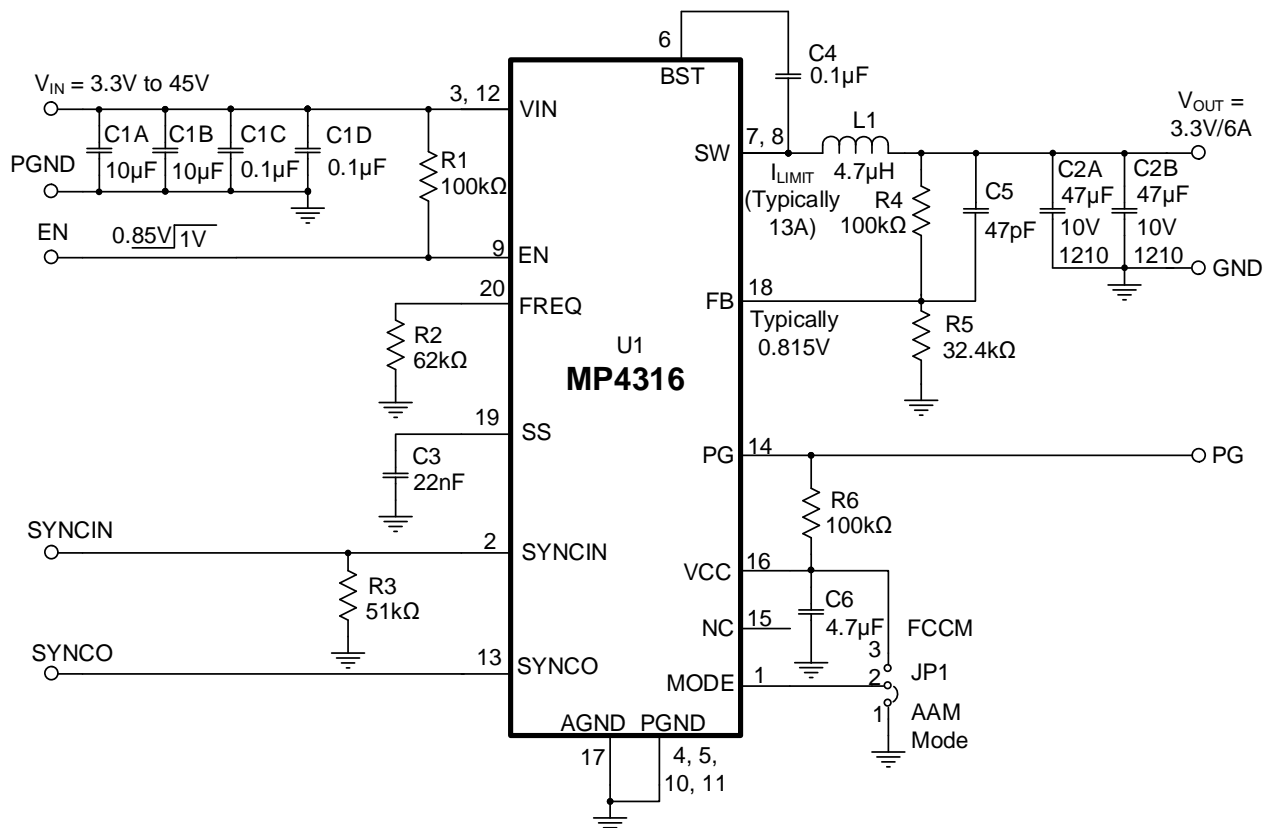 6
BST
C4
0.1µF
VIN = 3.3V to 45V
3, 12
VIN
C1A
10µF
C1B
10µF
C1C
0.1µF
C1D
0.1µF
PGND
R1
100kΩ
EN
0.85V
1V
9
EN
20
FREQ
R2
62kΩ
19
SS
C3
22nF
SYNCIN
2
SYNCIN
R3
51kΩ
SYNCO
13
SYNCO
U1
MP4316
AGND
PGND
17
4, 5,
10, 11
SW
7, 8
L1
4.7µH
ILIMIT
(Typically
13A)
R4
100kΩ
C5
47pF
C2A
47µF
10V
1210
C2B
47µF
10V
1210
VOUT =
3.3V/6A
GND
FB
18
Typically
0.815V
R5
32.4kΩ
PG
14
PG
R6
100kΩ
VCC
16
C6
4.7µF
NC
15
MODE
1
FCCM
3
2
JP1
1
AAM
Mode